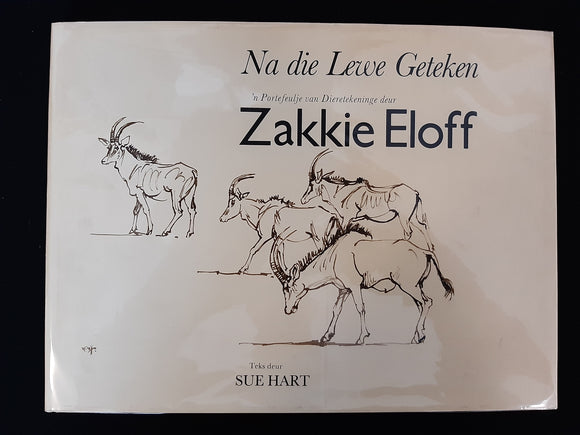 Na die Lewe Geteken
'n Portefeulje van Dieretekeninge deur
Zakkie Eloff
Teks deur
SUE HART